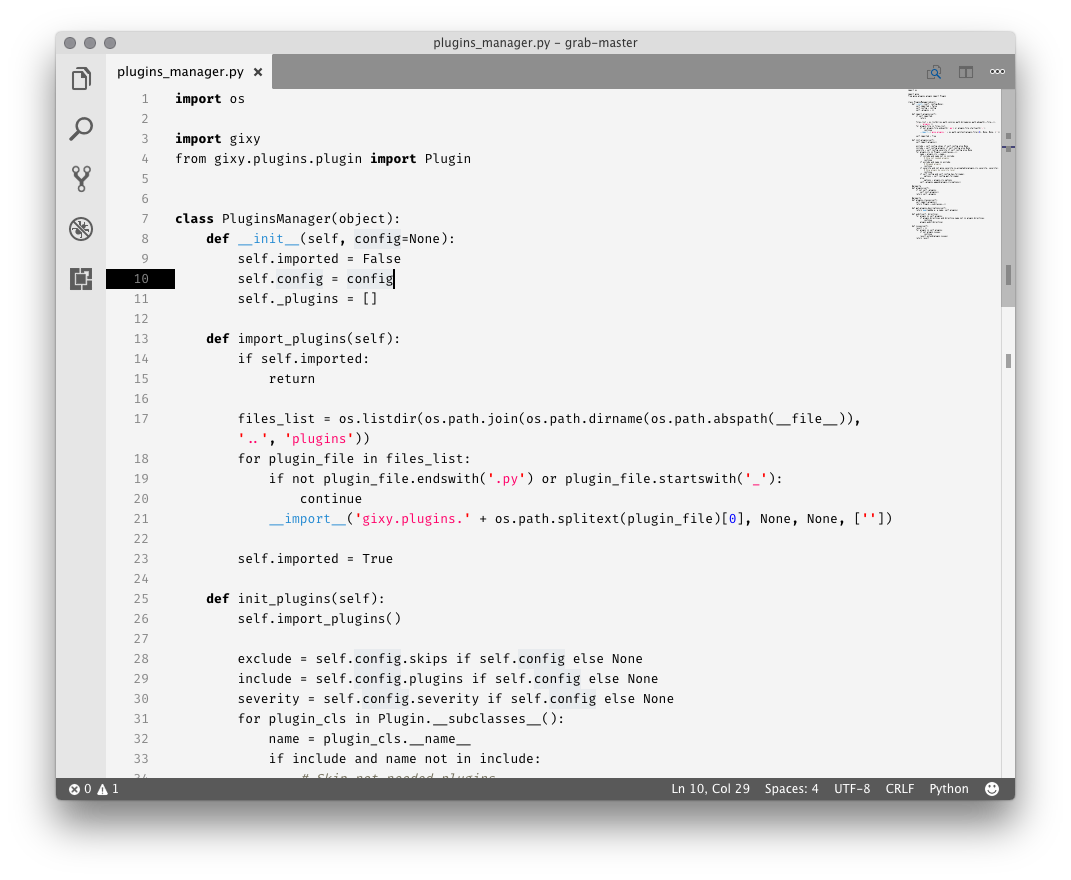 plugins_manager.py – grab-master
plugins_manager.py ×
1 import os
2
3 import gixy
4 from gixy.plugins.plugin import Plugin
5
6
7 class PluginsManager(object):
8     def __init__(self, config=None):
9         self.imported = False
10         self.config = config
11         self._plugins = []
12
13     def import_plugins(self):
14         if self.imported:
15             return
16
17         files_list = os.listdir(os.path.join(os.path.dirname(os.path.abspath(__file__)),
        '..', 'plugins'))
18         for plugin_file in files_list:
19             if not plugin_file.endswith('.py') or plugin_file.startswith('_'):
20                 continue
21             __import__('gixy.plugins.' + os.path.splitext(plugin_file)[0], None, None, [''])
22
23         self.imported = True
24
25     def init_plugins(self):
26         self.import_plugins()
27
28         exclude = self.config.skips if self.config else None
29         include = self.config.plugins if self.config else None
30         severity = self.config.severity if self.config else None
31         for plugin_cls in Plugin.__subclasses__():
32             name = plugin_cls.__name__
33             if include and name not in include:
34                 # Skip not needed plugins
0 1 Ln 10, Col 29 Spaces: 4 UTF-8 CRLF Python